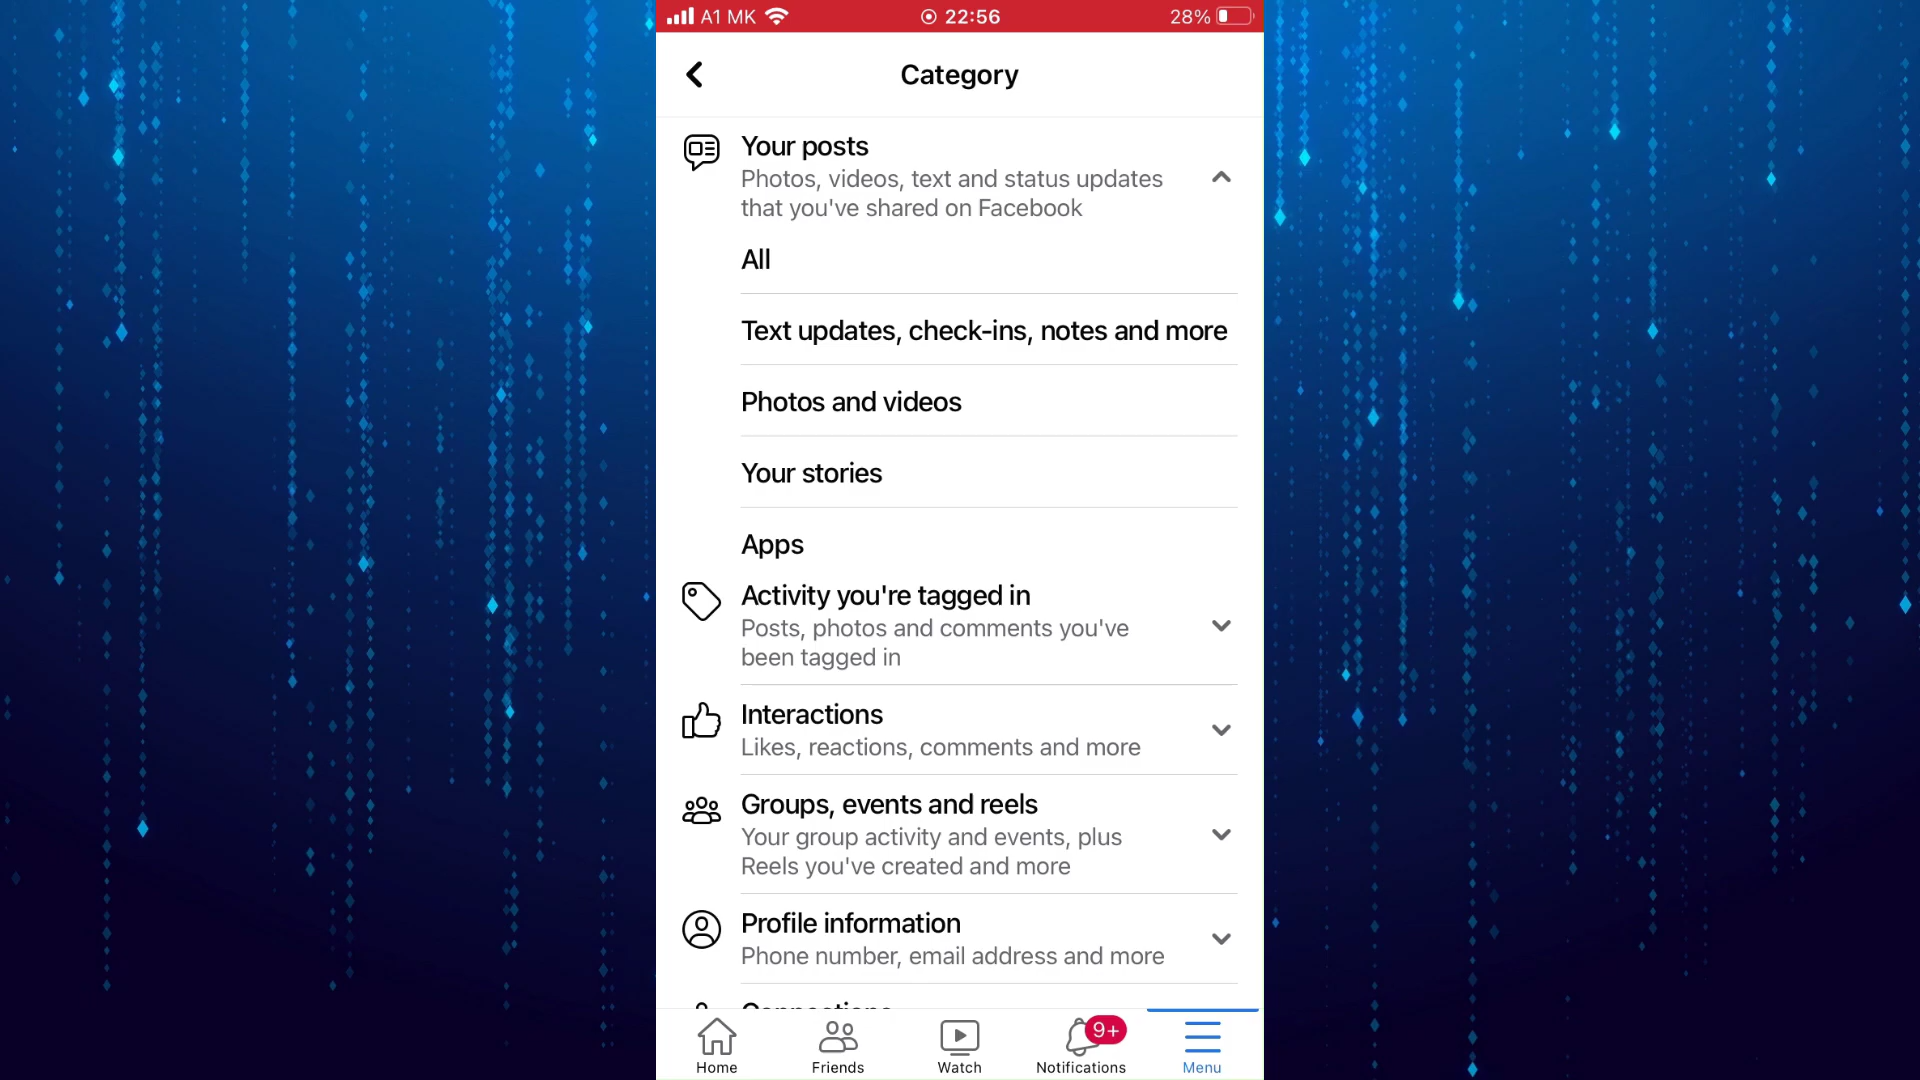 A1 MK 22:56 28%
Category
Your posts
Photos, videos, text and status updates
that you've shared on Facebook
All
Text updates, check-ins, notes and more
Photos and videos
Your stories
Apps
Activity you're tagged in
Posts, photos and comments you've
been tagged in
Interactions
Likes, reactions, comments and more
Groups, events and reels
Your group activity and events, plus
Reels you've created and more
Profile information
Phone number, email address and more
Connections
9+
Home Friends Watch Notifications Menu